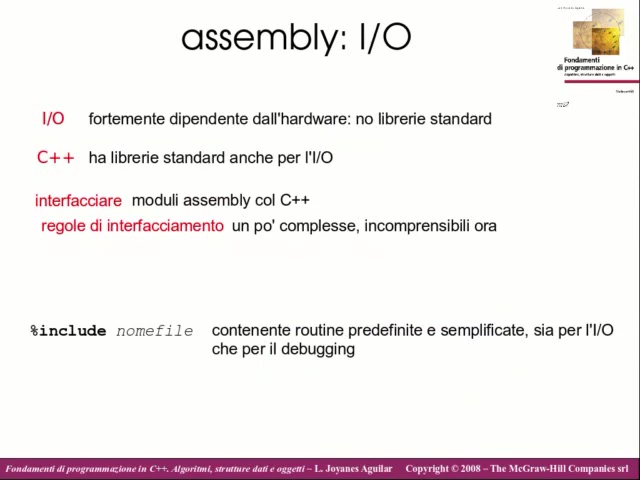 assembly: I/O
Fondamenti
di programmazione in C++
I/O fortemente dipendente dall'hardware: no librerie standard
C++ ha librerie standard anche per l'I/O
interfacciare moduli assembly col C++
regole di interfacciamento un po' complesse, incomprensibili ora
%include nomefile contenente routine predefinite e semplificate, sia per l'I/O
che per il debugging
Fondamenti di programmazione in C++. Algoritmi, strutture dati e oggetti – L. Joyanes Aguilar Copyright © 2008 – The McGraw-Hill Companies srl